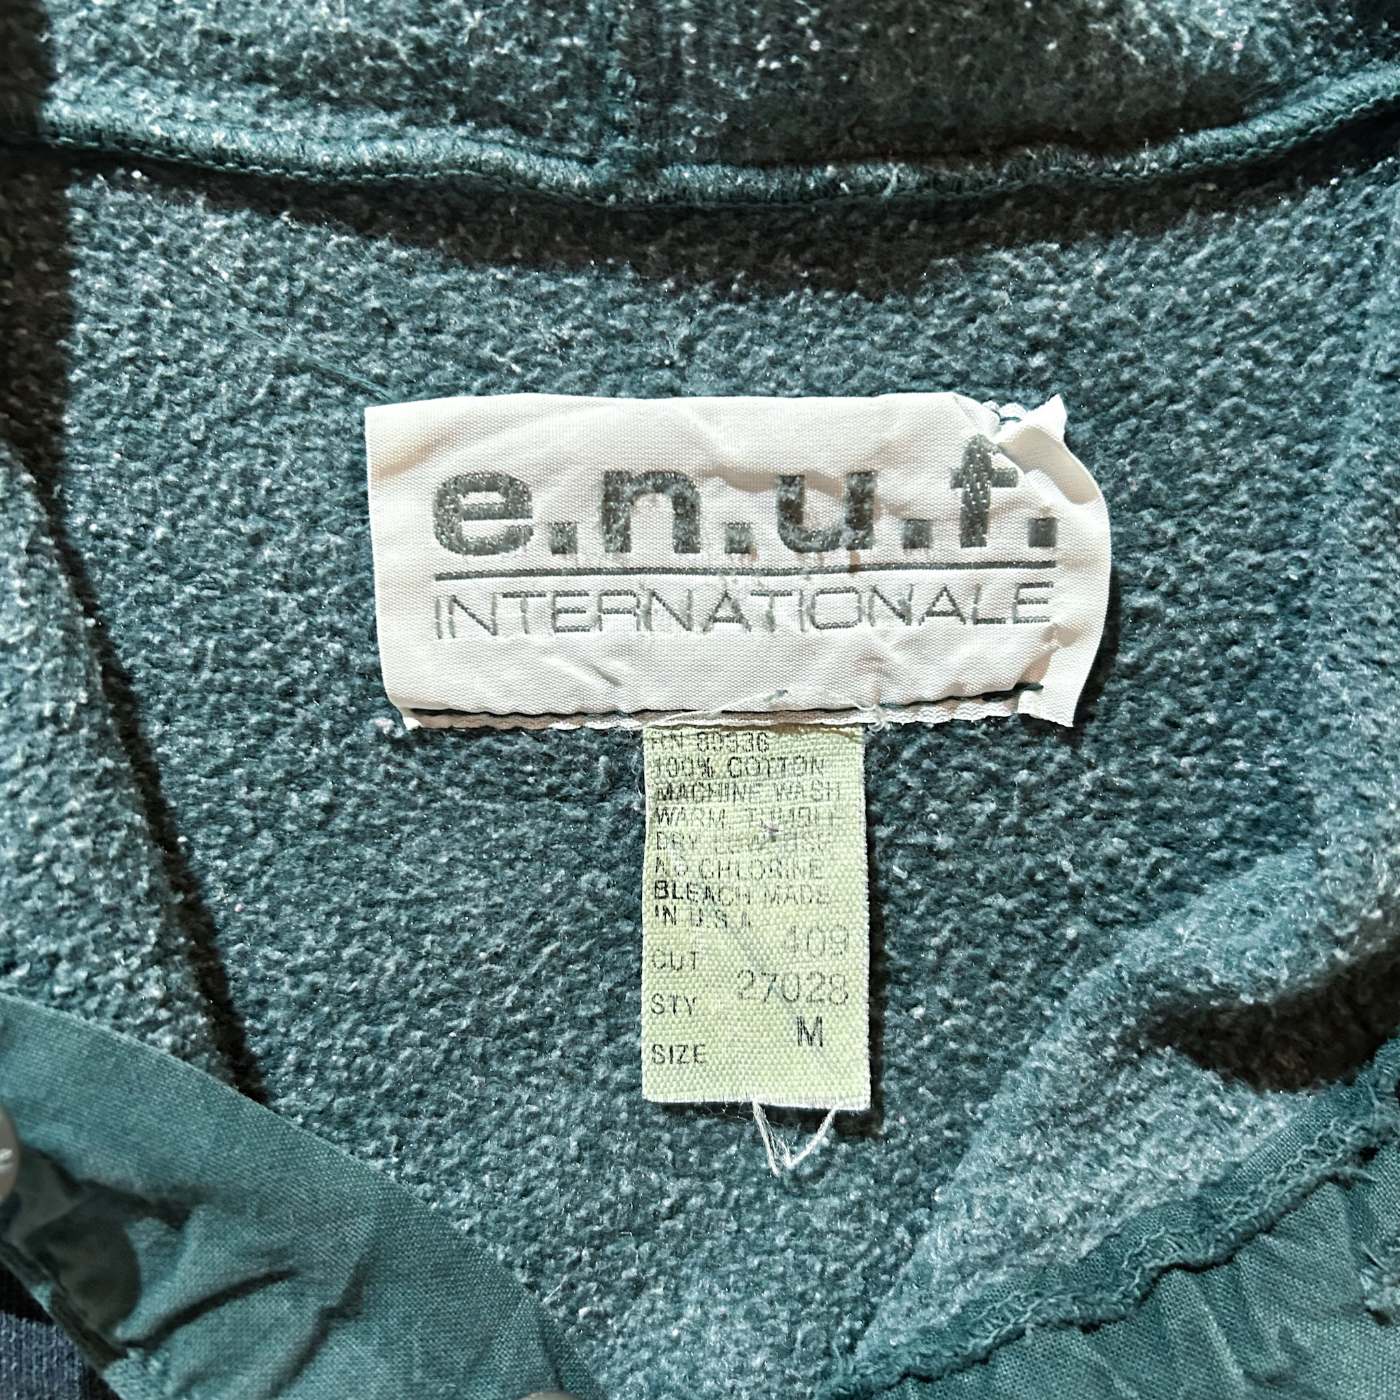 e.n.u.f.
INTERNATIONALE
100% COTTON
MACHINE WASH
WARM TUMBLE
DRY
NO CHLORINE
BLEACH MADE
IN U.S.A
CUT 409
STY 27028
SIZE M